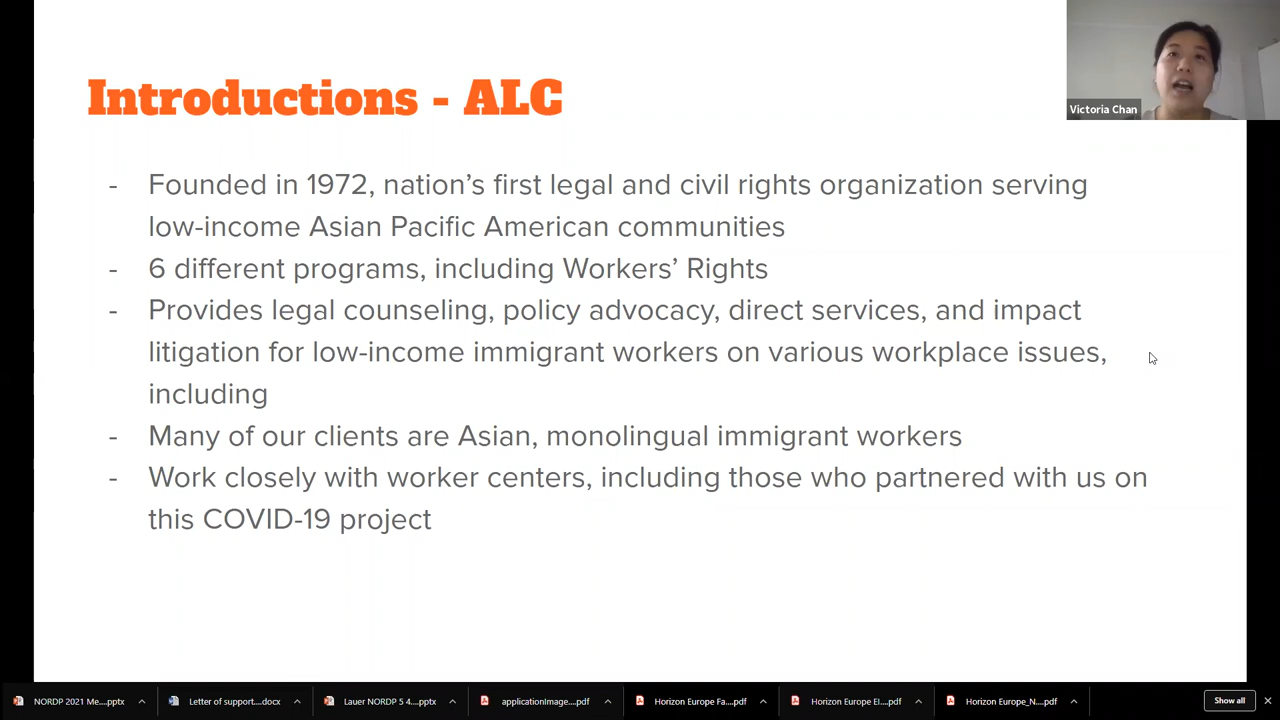 Introductions - ALC
Victoria Chan
- Founded in 1972, nation's first legal and civil rights organization serving
low-income Asian Pacific American communities
- 6 different programs, including Workers' Rights
- Provides legal counseling, policy advocacy, direct services, and impact
litigation for low-income immigrant workers on various workplace issues,
including
- Many of our clients are Asian, monolingual immigrant workers
- Work closely with worker centers, including those who partnered with us on
this COVID-19 project
NORDP 2021 Me....pptx
Letter of support....docx
Lauer NORDP 5 4....pptx
applicationImage....pdf
Horizon Europe Fa....pdf
Horizon Europe EI....pdf
Horizon Europe_N....pdf
Show all